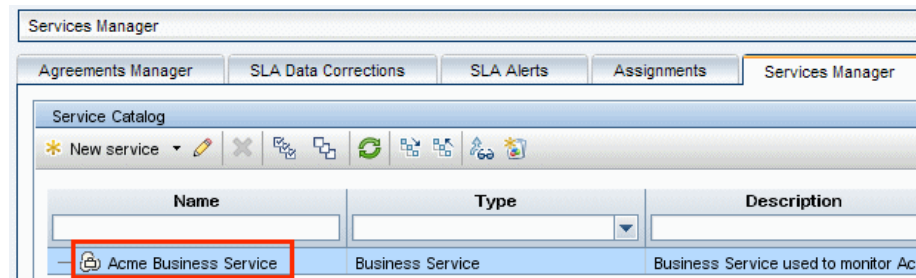 Services Manager
Agreements Manager SLA Data Corrections SLA Alerts Assignments Services Manager
Service Catalog
New service
Name Type Description
Acme Business Service Business Service Business Service used to monitor Ac